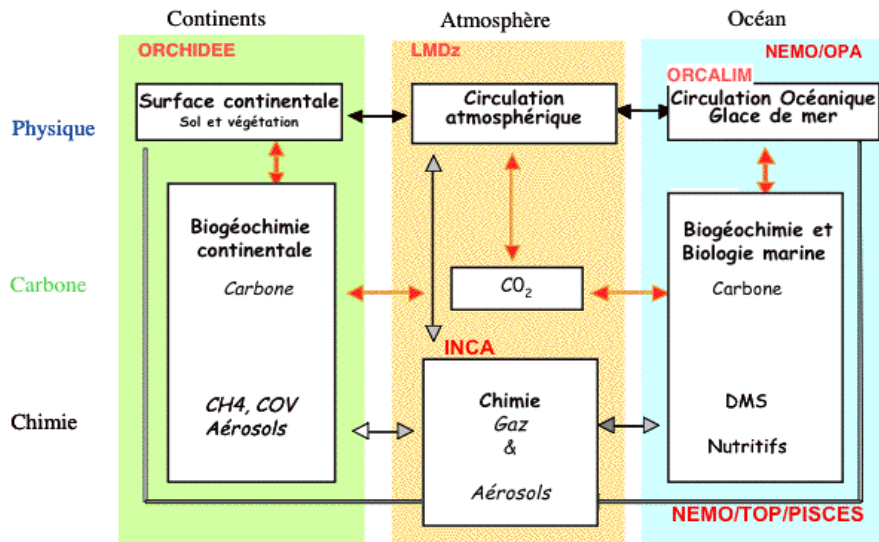 Continents
Atmosphère
Océan
ORCHIDEE
LMDz
NEMO/OPA
ORCALIM
Surface continentale
Sol et végétation
Circulation
atmosphérique
Circulation Océanique
Glace de mer
Physique
Biogéochimie
continentale
Carbone
CO2
Biogéochimie et
Biologie marine
Carbone
Carbone
INCA
Chimie
CH4, COV
Aérosols
Chimie
Gaz
&
Aérosols
DMS
Nutritifs
NEMO/TOP/PISCES